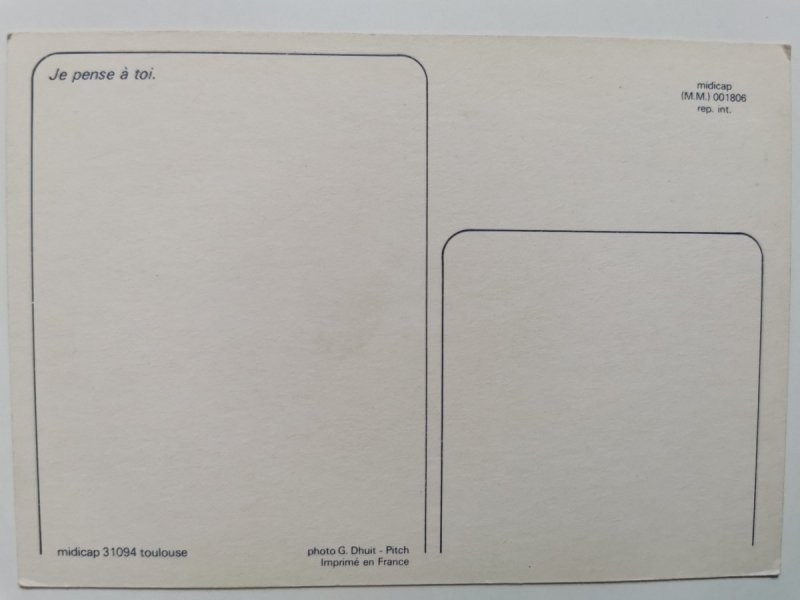 Je pense à toi.
midicap
(M.M.) 001806
rep. int.
midicap 31094 toulouse
photo G. Dhuit - Pitch
Imprimé en France